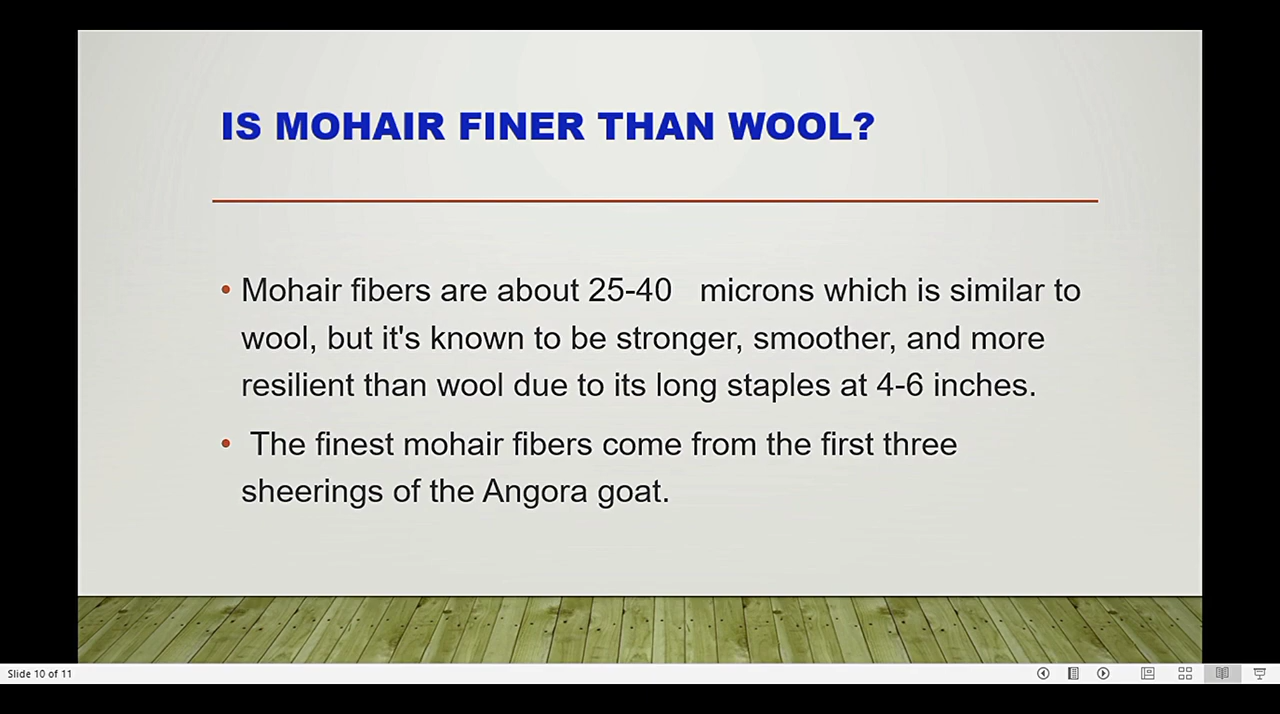 IS MOHAIR FINER THAN WOOL?
• Mohair fibers are about 25-40   microns which is similar to
wool, but it's known to be stronger, smoother, and more
resilient than wool due to its long staples at 4-6 inches.
•  The finest mohair fibers come from the first three
sheerings of the Angora goat.
Slide 10 of 11